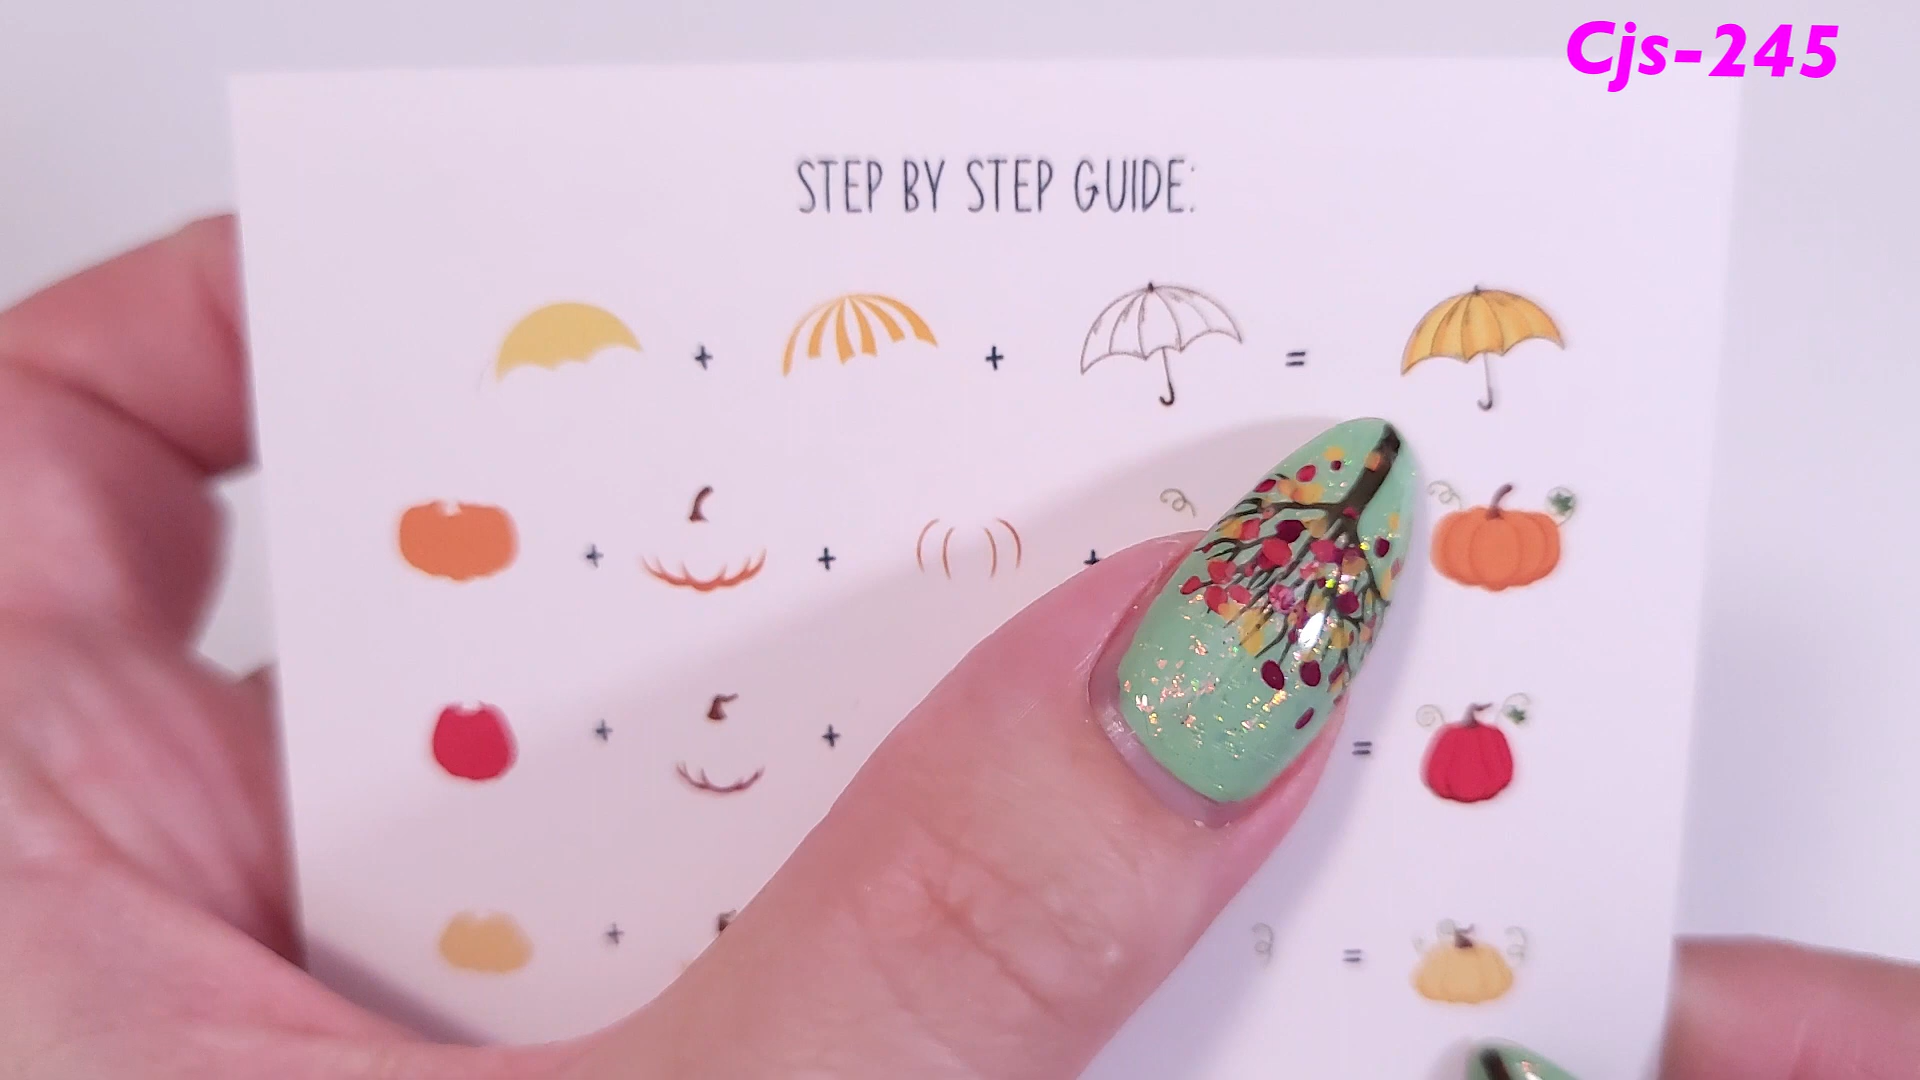 Cjs-245
STEP BY STEP GUIDE:
+ + =
+ + +
+ + =
+ =